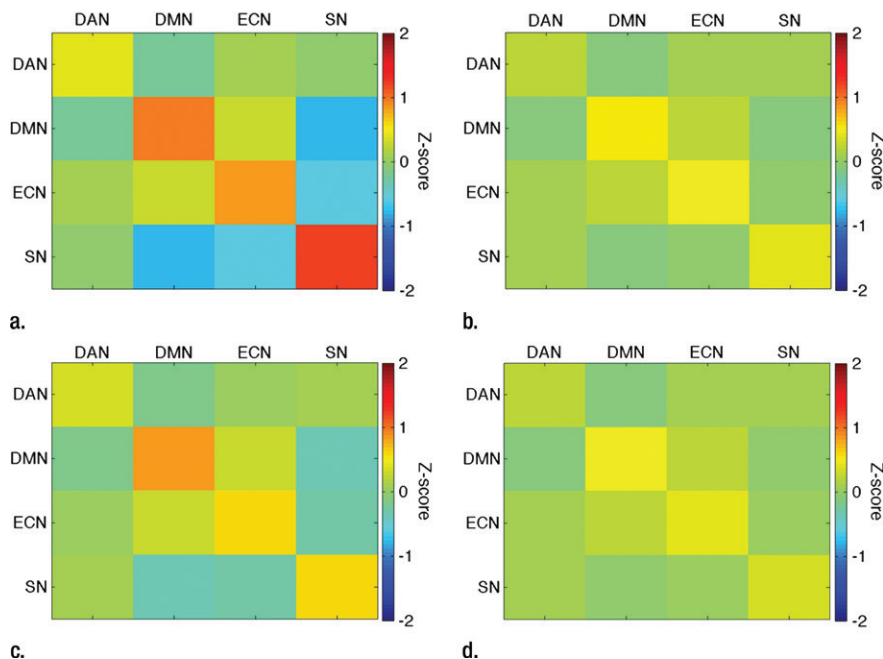 DAN DMN ECN SN
DAN
DMN
ECN
SN
2
1
0
-1
-2
Z-score
a.
DAN DMN ECN SN
DAN
DMN
ECN
SN
2
1
0
-1
-2
Z-score
b.
DAN DMN ECN SN
DAN
DMN
ECN
SN
2
1
0
-1
-2
Z-score
c.
DAN DMN ECN SN
DAN
DMN
ECN
SN
2
1
0
-1
-2
Z-score
d.